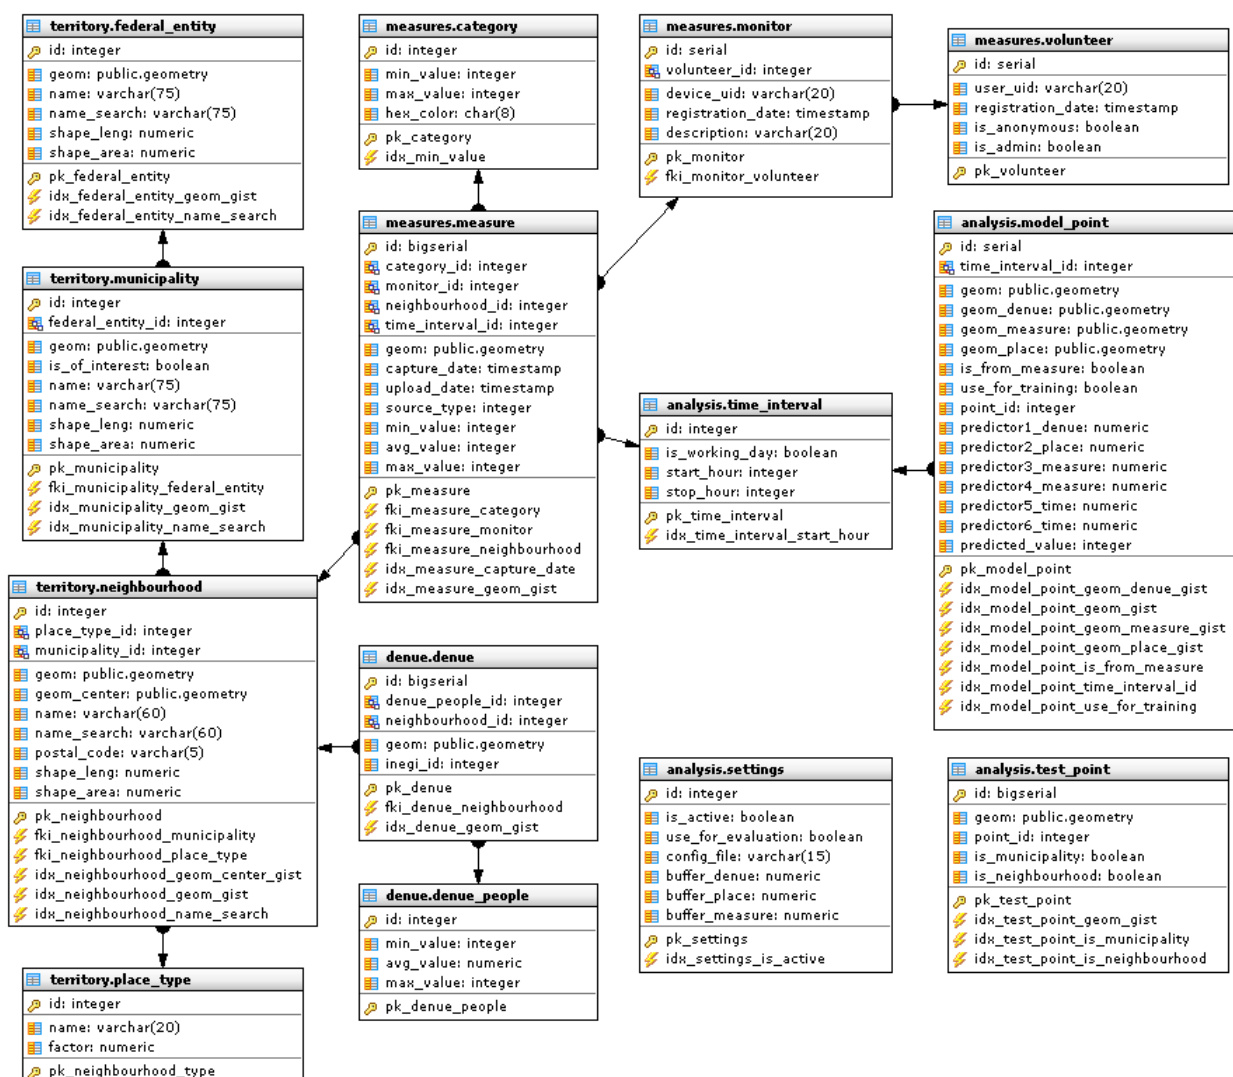 territory.federal_entity
id: integer
geom: public.geometry
name: varchar(75)
name_search: varchar(75)
shape_leng: numeric
shape_area: numeric
pk_federal_entity
idx_federal_entity_geom_gist
idx_federal_entity_name_search
territory.municipality
id: integer
federal_entity_id: integer
geom: public.geometry
is_of_interest: boolean
name: varchar(75)
name_search: varchar(75)
shape_leng: numeric
shape_area: numeric
pk_municipality
fki_municipality_federal_entity
idx_municipality_geom_gist
idx_municipality_name_search
territory.neighbourhood
id: integer
place_type_id: integer
municipality_id: integer
geom: public.geometry
geom_center: public.geometry
name: varchar(60)
name_search: varchar(60)
postal_code: varchar(5)
shape_leng: numeric
shape_area: numeric
pk_neighbourhood
fki_neighbourhood_municipality
fki_neighbourhood_place_type
idx_neighbourhood_geom_center_gist
idx_neighbourhood_geom_gist
idx_neighbourhood_name_search
territory.place_type
id: integer
name: varchar(20)
factor: numeric
pk_neighbourhood_type
measures.category
id: integer
min_value: integer
max_value: integer
hex_color: char(8)
pk_category
idx_min_value
measures.measure
id: bigserial
category_id: integer
monitor_id: integer
neighbourhood_id: integer
time_interval_id: integer
geom: public.geometry
capture_date: timestamp
upload_date: timestamp
source_type: integer
min_value: integer
avg_value: integer
max_value: integer
pk_measure
fki_measure_category
fki_measure_monitor
fki_measure_neighbourhood
idx_measure_capture_date
idx_measure_geom_gist
denue.denue
id: bigserial
denue_people_id: integer
neighbourhood_id: integer
geom: public.geometry
inegi_id: integer
pk_denue
fki_denue_neighbourhood
idx_denue_geom_gist
denue.denue_people
id: integer
min_value: integer
avg_value: numeric
max_value: integer
pk_denue_people
measures.monitor
id: serial
volunteer_id: integer
device_uid: varchar(20)
registration_date: timestamp
description: varchar(20)
pk_monitor
fki_monitor_volunteer
analysis.time_interval
id: integer
is_working_day: boolean
start_hour: integer
stop_hour: integer
pk_time_interval
idx_time_interval_start_hour
analysis.settings
id: integer
is_active: boolean
use_for_evaluation: boolean
config_file: varchar(15)
buffer_denue: numeric
buffer_place: numeric
buffer_measure: numeric
pk_settings
idx_settings_is_active
measures.volunteer
id: serial
user_uid: varchar(20)
registration_date: timestamp
is_anonymous: boolean
is_admin: boolean
pk_volunteer
analysis.model_point
id: serial
time_interval_id: integer
geom: public.geometry
geom_denue: public.geometry
geom_measure: public.geometry
geom_place: public.geometry
is_from_measure: boolean
use_for_training: boolean
point_id: integer
predictor1_denue: numeric
predictor2_place: numeric
predictor3_measure: numeric
predictor4_measure: numeric
predictor5_time: numeric
predictor6_time: numeric
predicted_value: integer
pk_model_point
idx_model_point_geom_denue_gist
idx_model_point_geom_gist
idx_model_point_geom_measure_gist
idx_model_point_geom_place_gist
idx_model_point_is_from_measure
idx_model_point_time_interval_id
idx_model_point_use_for_training
analysis.test_point
id: bigserial
geom: public.geometry
point_id: integer
is_municipality: boolean
is_neighbourhood: boolean
pk_test_point
idx_test_point_geom_gist
idx_test_point_is_municipality
idx_test_point_is_neighbourhood